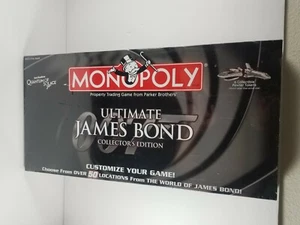 MONOPOLY
Property Trading Game from Parker Brothers
ULTIMATE
JAMES BOND
COLLECTOR'S EDITION
007
CUSTOMIZE YOUR GAME!
Choose From OVER 50 LOCATIONS From THE WORLD OF JAMES BOND!